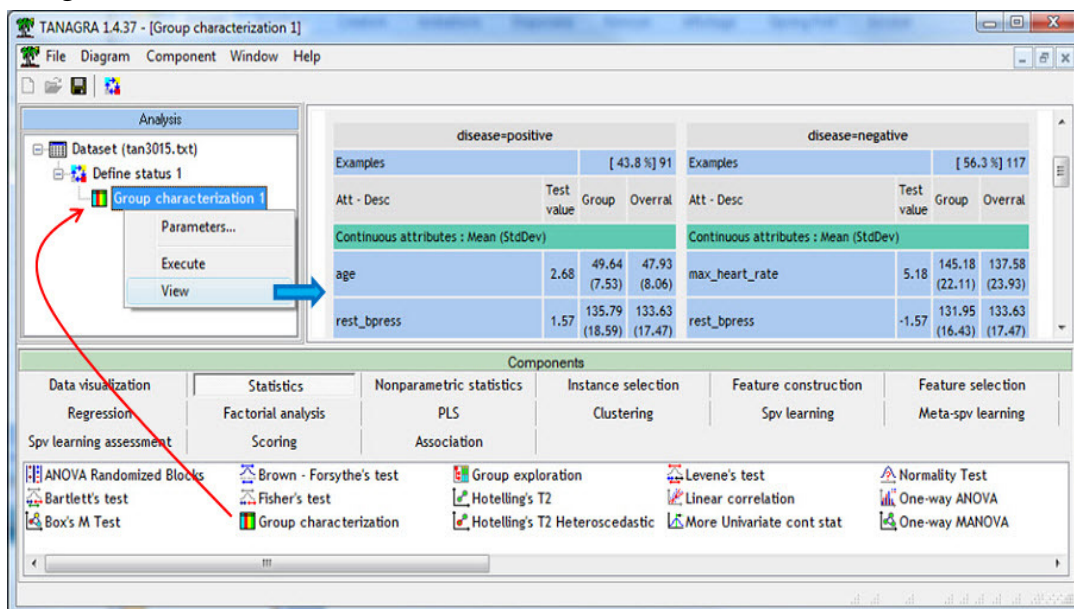 TANAGRA 1.4.37 - [Group characterization 1]
File Diagram Component Window Help
Analysis
Dataset (tan3015.txt)
Define status 1
Group characterization 1
Parameters...
Execute
View
disease=positive disease=negative
Examples [ 43.8 %] 91 Examples [ 56.3 %] 117
Att - Desc Test value Group Overral Att - Desc Test value Group Overral
Continuous attributes : Mean (StdDev) Continuous attributes : Mean (StdDev)
age 2.68 49.64 (7.53) 47.93 (8.06) max_heart_rate 5.18 145.18 (22.11) 137.58 (23.93)
rest_bpress 1.57 135.79 (18.59) 133.63 (17.47) rest_bpress -1.57 131.95 (16.43) 133.63 (17.47)
Components
Data visualization Statistics Nonparametric statistics Instance selection Feature construction Feature selection
Regression Factorial analysis PLS Clustering Spv learning Meta-spv learning
Spv learning assessment Scoring Association
ANOVA Randomized Blocks Brown - Forsythe's test Group exploration Levene's test Normality Test
Bartlett's test Fisher's test Hotelling's T2 Linear correlation One-way ANOVA
Box's M Test Group characterization Hotelling's T2 Heteroscedastic More Univariate cont stat One-way MANOVA